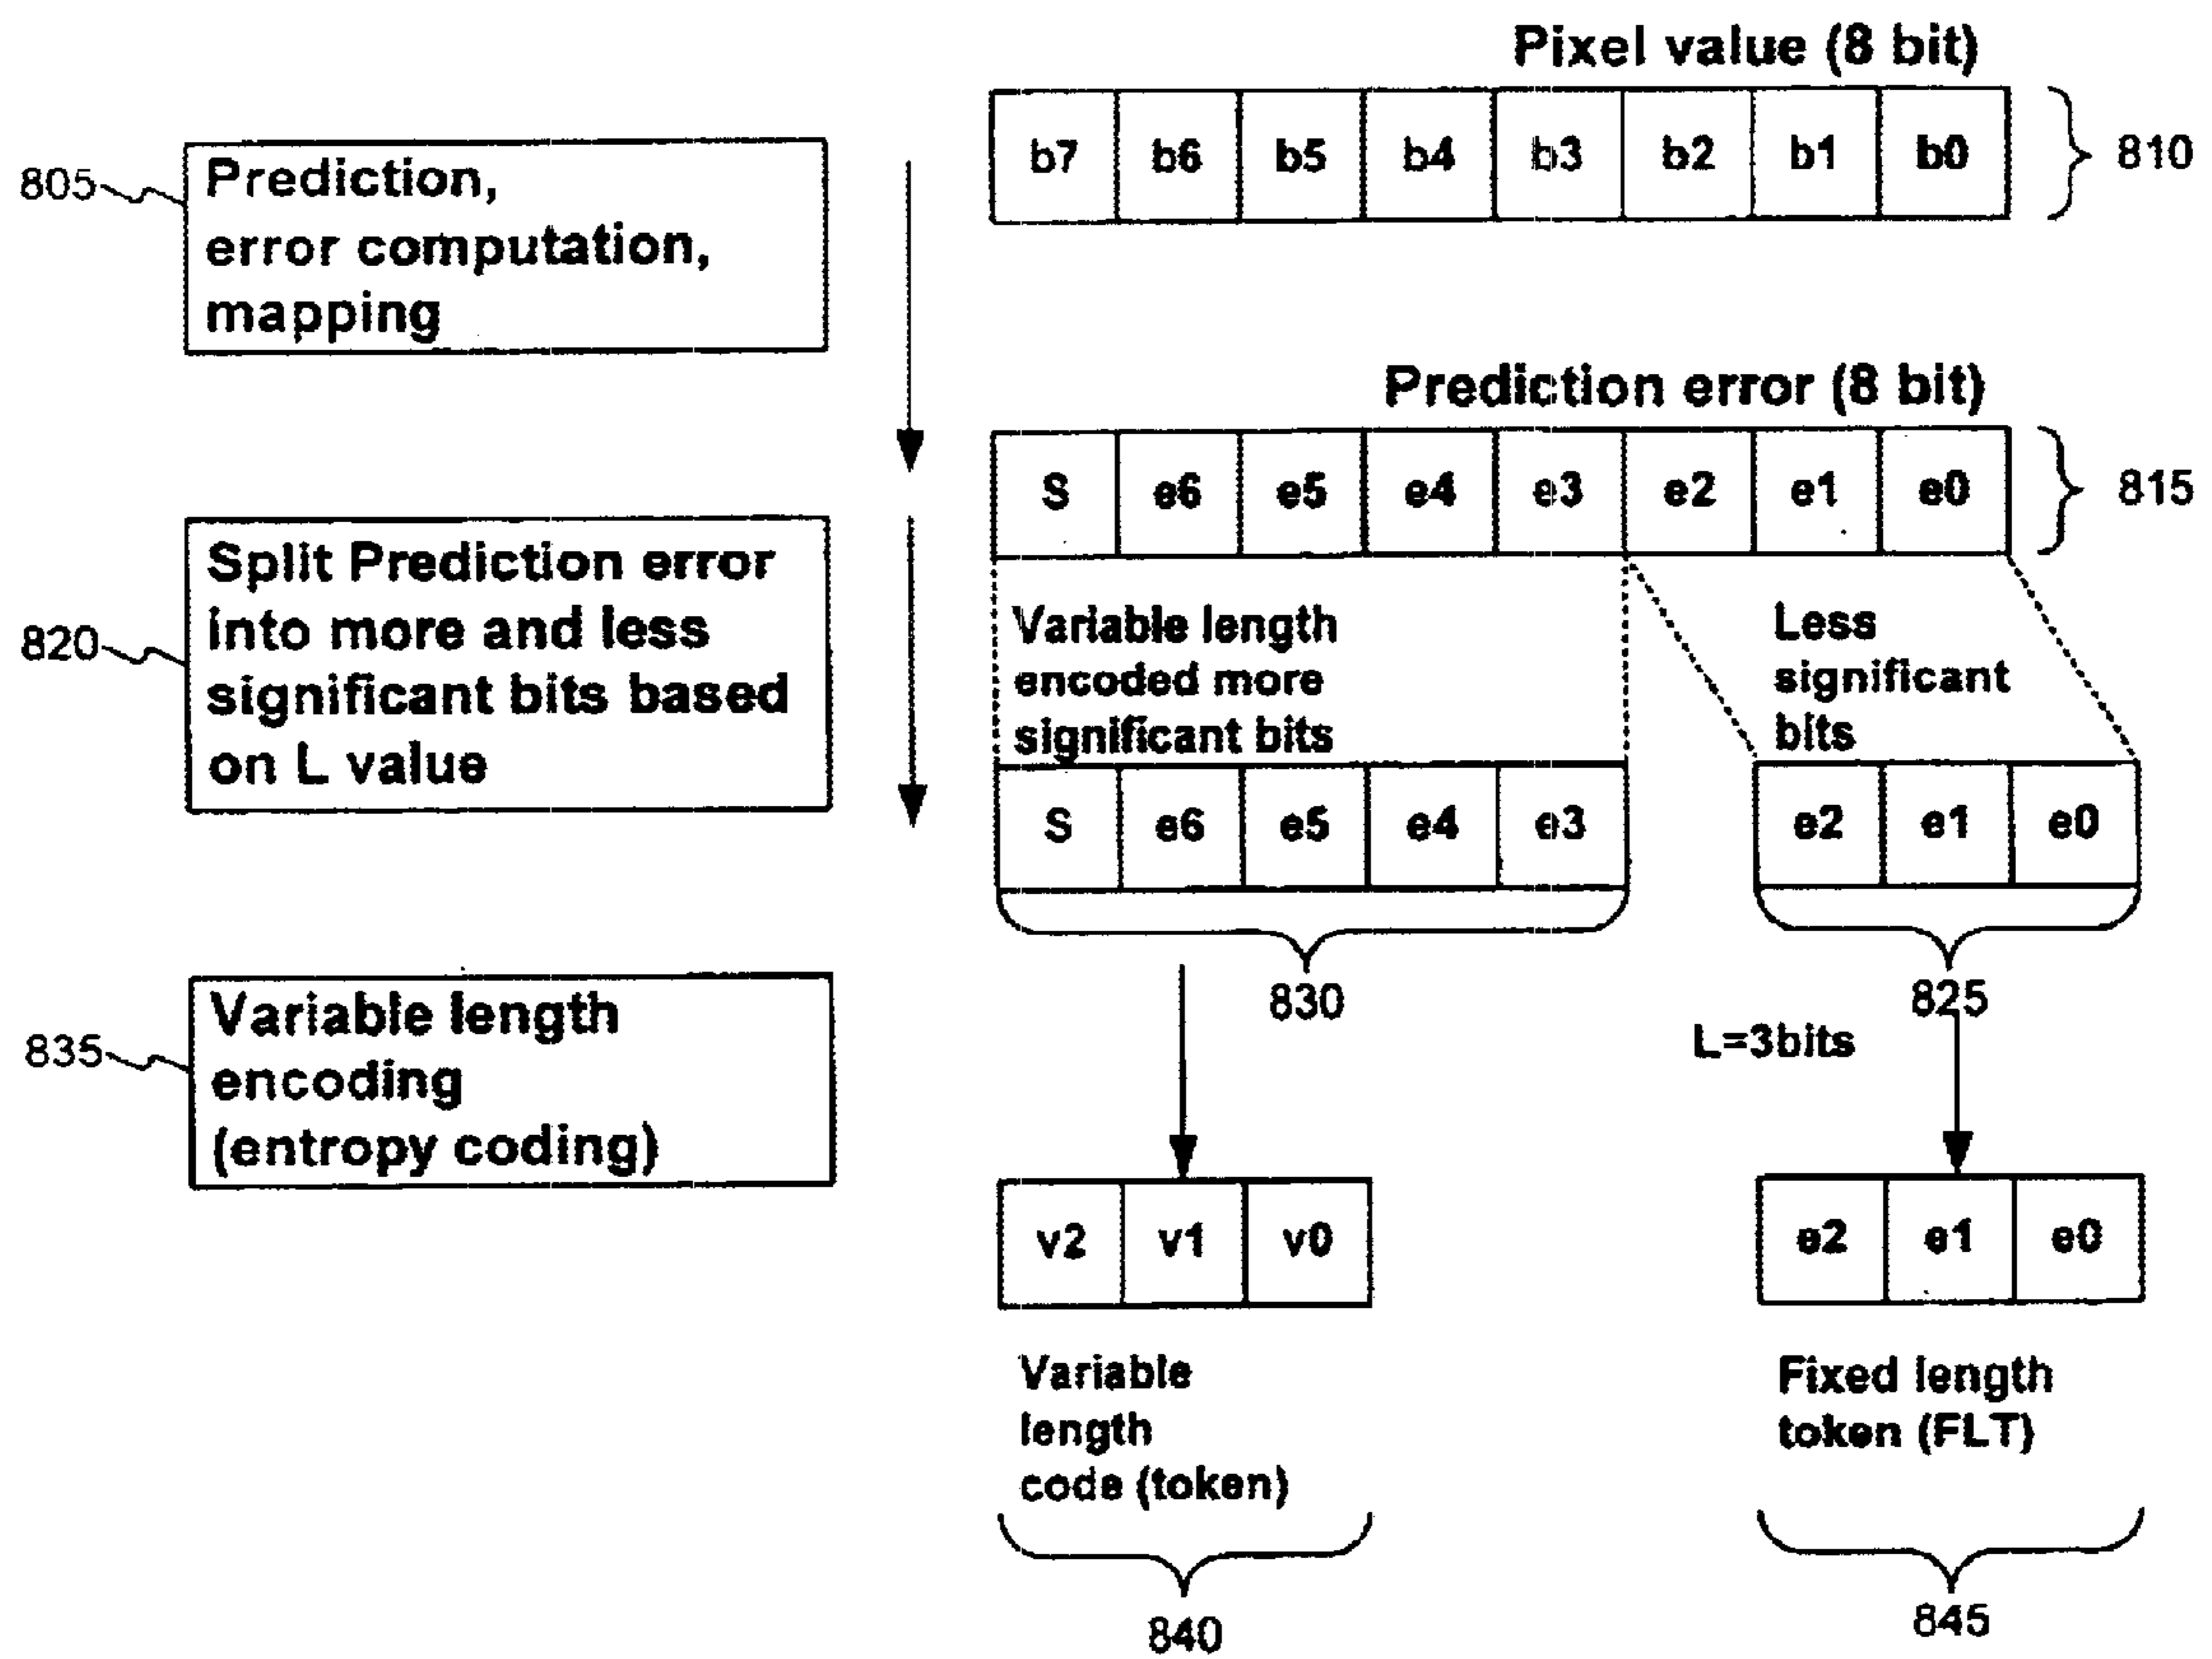 Pixel value (8 bit)
b7 b6 b5 b4 b3 b2 b1 b0
810
805
Prediction,
error computation,
mapping
Prediction error (8 bit)
S e6 e5 e4 e3 e2 e1 e0
815
820
Split Prediction error
into more and less
significant bits based
on L value
Variable length
encoded more
significant bits
Less
significant
bits
S e6 e5 e4 e3
e2 e1 e0
830
825
L=3bits
835
Variable length
encoding
(entropy coding)
v2 v1 v0
e2 e1 e0
Variable
length
code (token)
Fixed length
token (FLT)
840
845